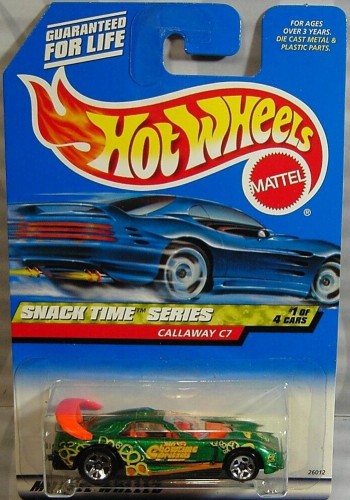 GUARANTEED
FOR LIFE
FOR AGES
OVER 3 YEARS.
DIE CAST METAL &
PLASTIC PARTS.
HOT WHEELS
MATTEL
®
SNACK TIME™ SERIES
#1 OF
4 CARS
CALLAWAY C7
26012